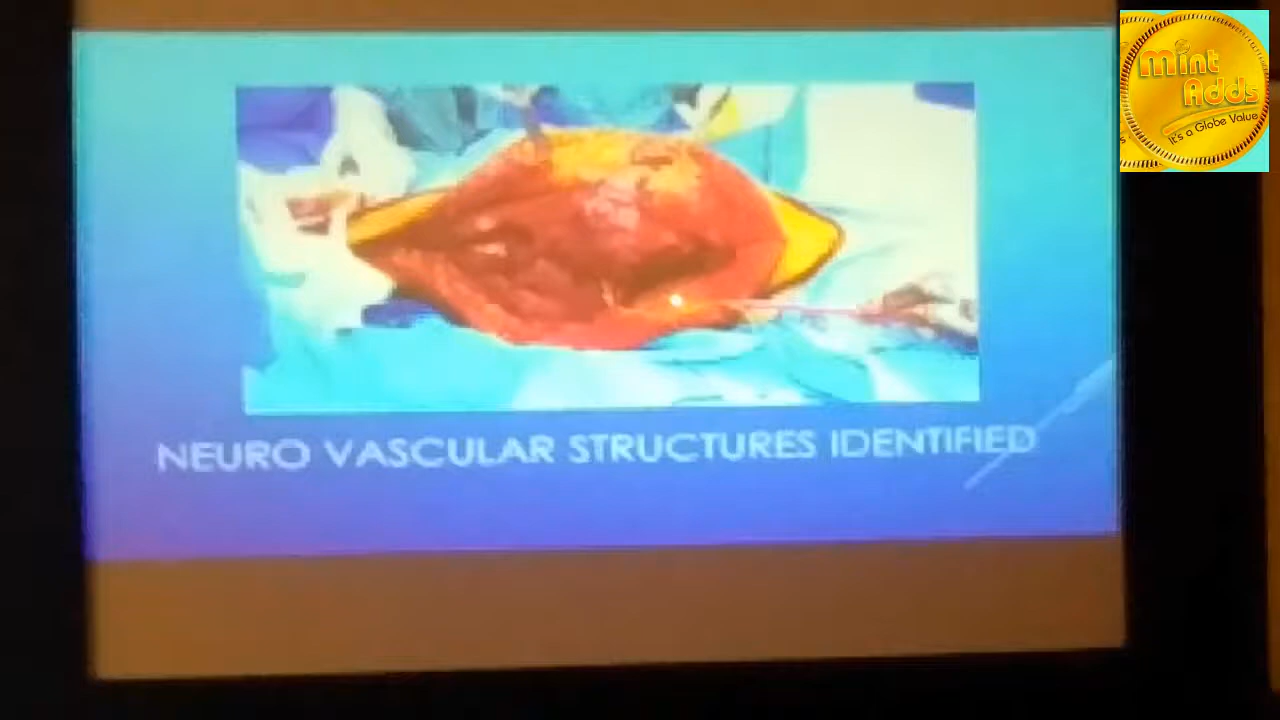 mint
Adds
It's a Globe Value
NEURO VASCULAR STRUCTURES IDENTIFIED